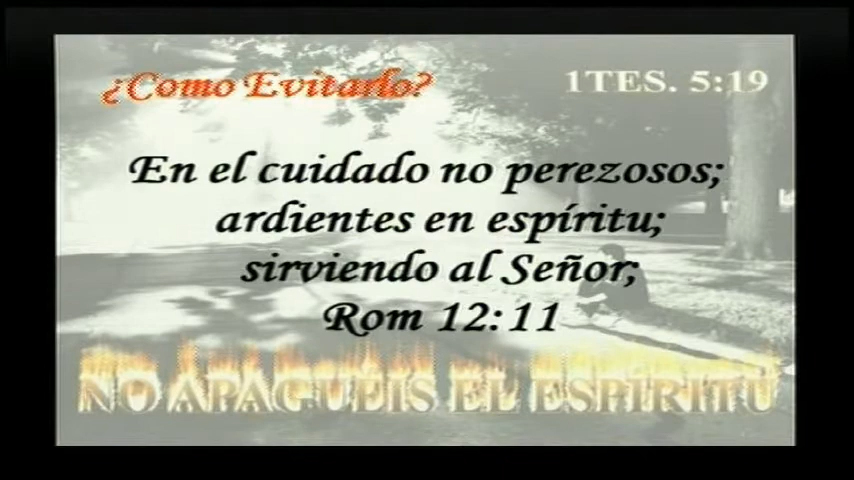 ¿Como Evitarlo?
1TES. 5:19
En el cuidado no perezosos;
ardientes en espíritu;
sirviendo al Señor;
Rom 12:11
NO APAGUEIS EL ESPIRITU